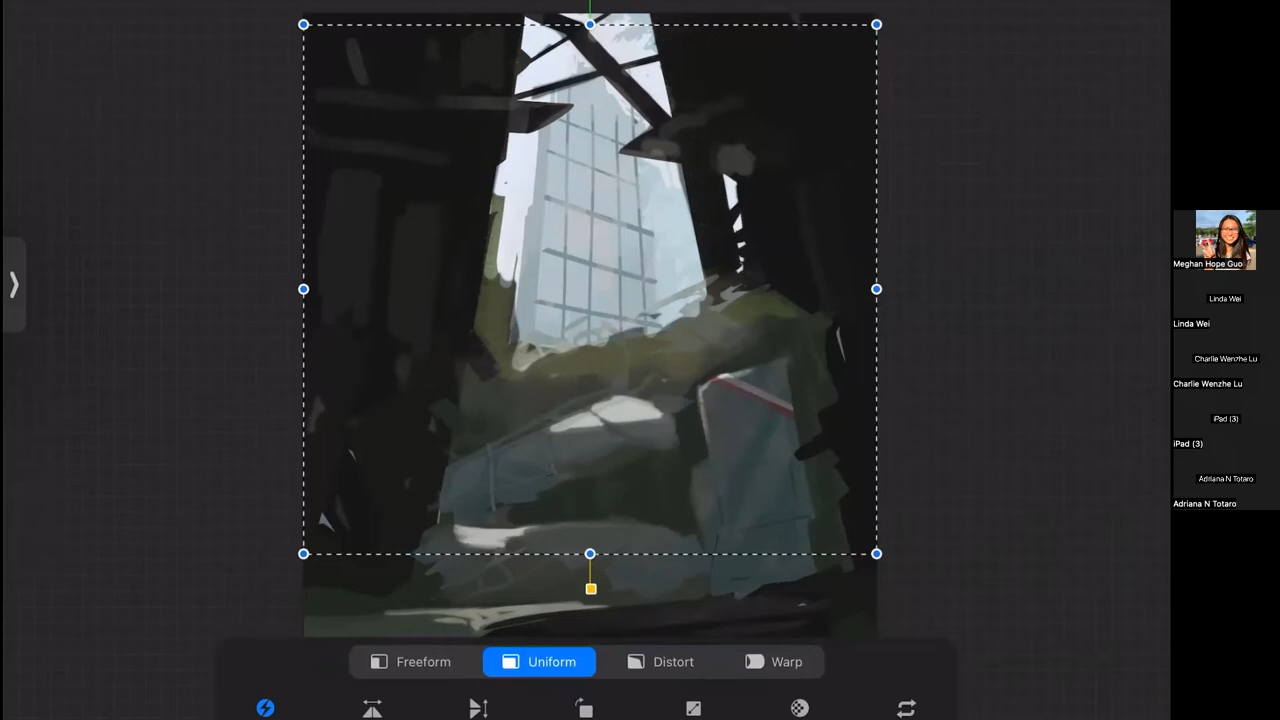 Meghan Hope Guo
Linda Wei
Linda Wei
Charlie Wenzhe Lu
Charlie Wenzhe Lu
iPad (3)
iPad (3)
Adriana N Totaro
Adriana N Totaro
Freeform
Uniform
Distort
Warp